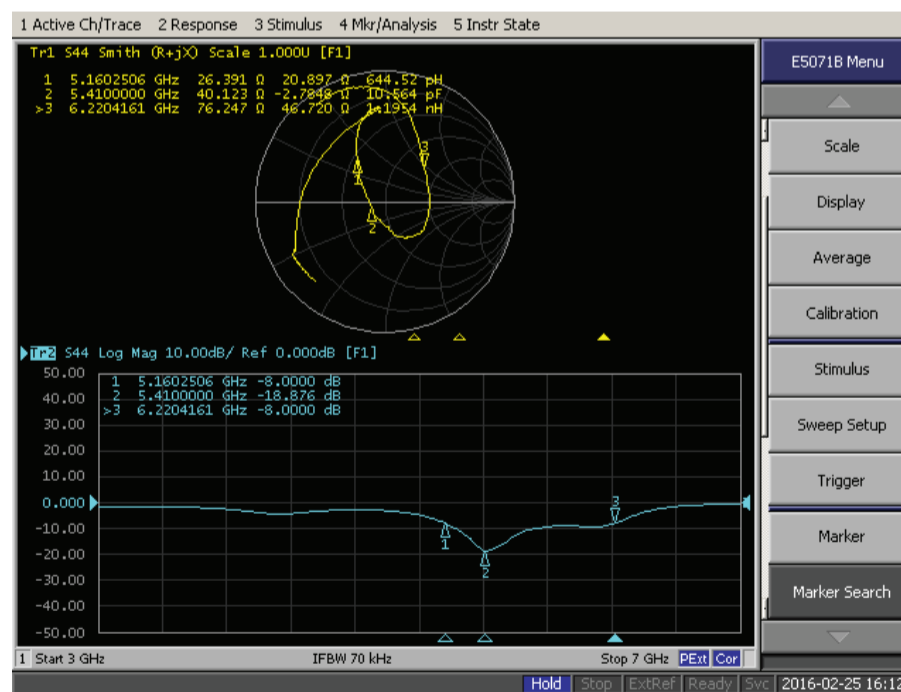 1 Active Ch/Trace 2 Response 3 Stimulus 4 Mkr/Analysis 5 Instr State
Tr1 S44 Smith (R+jX) Scale 1.000U [F1]
1 5.1602506 GHz 26.391 Ω 20.897 Ω 644.52 pH
2 5.4100000 GHz 40.123 Ω -2.7848 Ω 10.564 pF
>3 6.2204161 GHz 76.247 Ω 46.720 Ω 1.1954 nH
3
1
2
Tr2 S44 Log Mag 10.00dB/ Ref 0.000dB [F1]
50.00
1 5.1602506 GHz -8.0000 dB
40.00
2 5.4100000 GHz -18.876 dB
>3 6.2204161 GHz -8.0000 dB
30.00
20.00
10.00
0.000
3
-10.00
1
-20.00
2
-30.00
-40.00
-50.00
1 Start 3 GHz IFBW 70 kHz Stop 7 GHz PExt Cor
E5071B Menu
Scale
Display
Average
Calibration
Stimulus
Sweep Setup
Trigger
Marker
Marker Search
Hold Stop ExtRef Ready Svc 2016-02-25 16:12